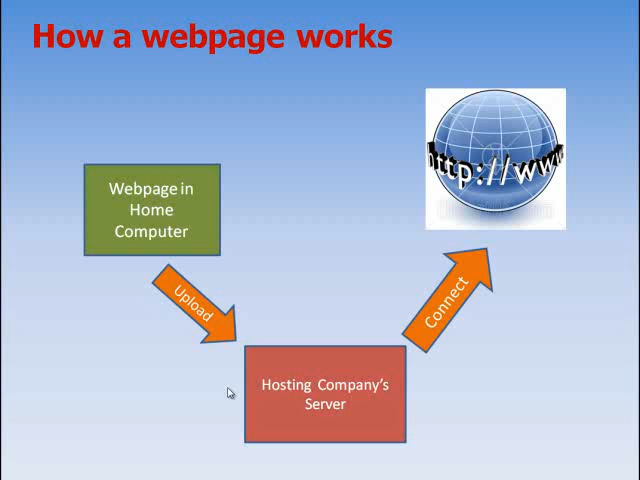 How a webpage works
http://www
Webpage in
Home
Computer
Upload
Connect
Hosting Company's
Server